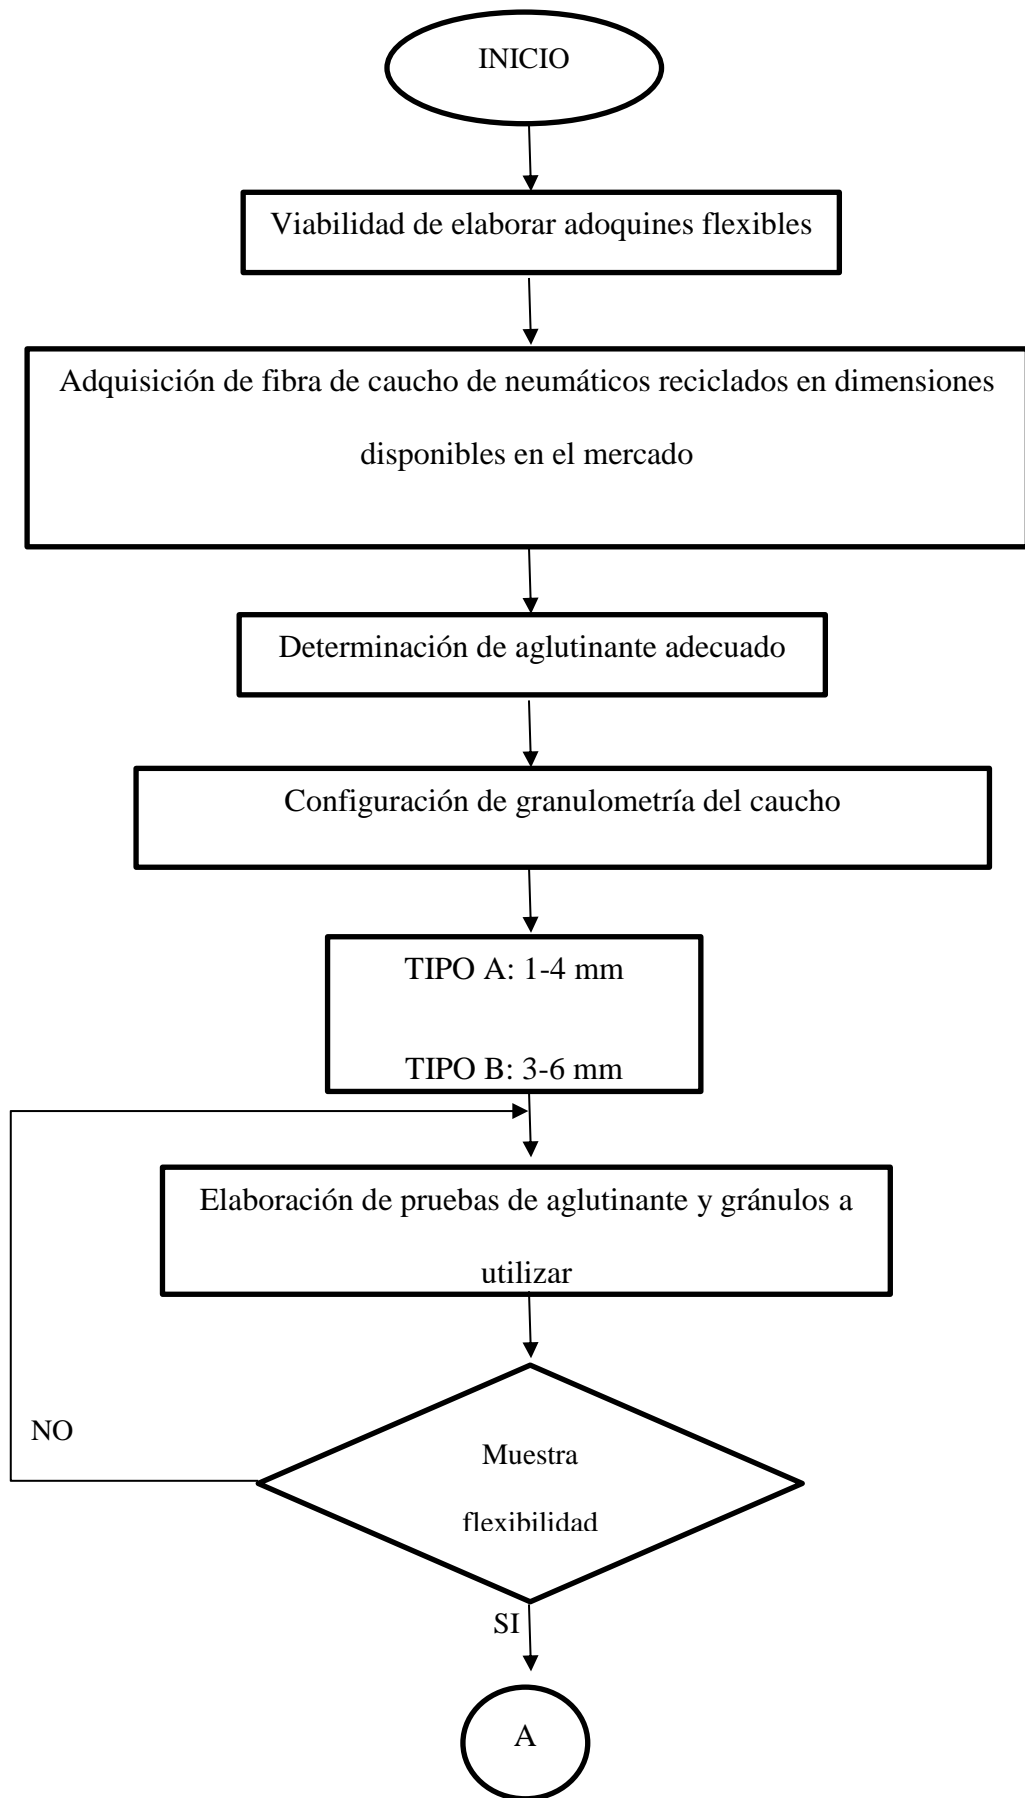 INICIO
Viabilidad de elaborar adoquines flexibles
Adquisición de fibra de caucho de neumáticos reciclados en dimensiones
disponibles en el mercado
Determinación de aglutinante adecuado
Configuración de granulometría del caucho
TIPO A: 1-4 mm
TIPO B: 3-6 mm
Elaboración de pruebas de aglutinante y gránulos a
utilizar
NO
Muestra
flexibilidad
SI
A